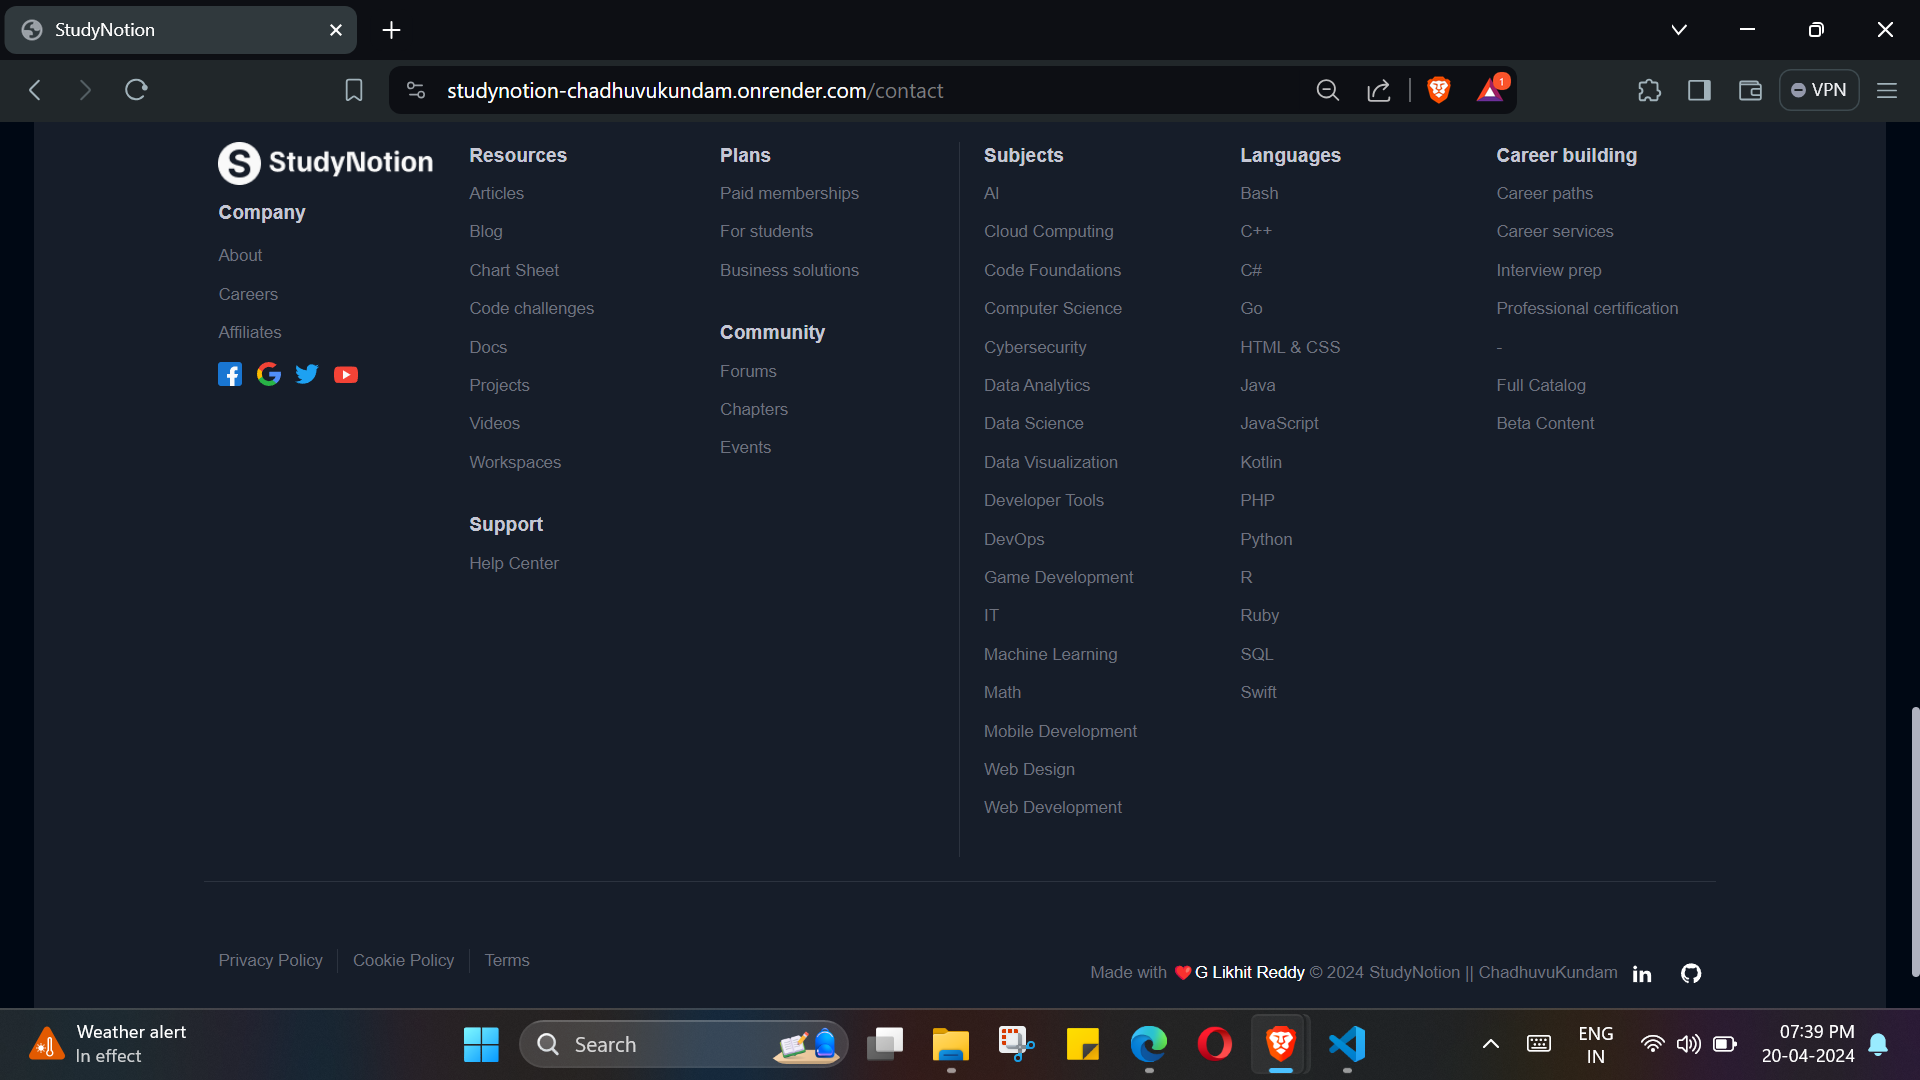 StudyNotion
studynotion-chadhuvukundam.onrender.com/contact
1
VPN
S StudyNotion
Company
About
Careers
Affiliates
Resources
Articles
Blog
Chart Sheet
Code challenges
Docs
Projects
Videos
Workspaces
Support
Help Center
Plans
Paid memberships
For students
Business solutions
Community
Forums
Chapters
Events
Subjects
AI
Cloud Computing
Code Foundations
Computer Science
Cybersecurity
Data Analytics
Data Science
Data Visualization
Developer Tools
DevOps
Game Development
IT
Machine Learning
Math
Mobile Development
Web Design
Web Development
Languages
Bash
C++
C#
Go
HTML & CSS
Java
JavaScript
Kotlin
PHP
Python
R
Ruby
SQL
Swift
Career building
Career paths
Career services
Interview prep
Professional certification
-
Full Catalog
Beta Content
Privacy Policy
Cookie Policy
Terms
Made with ❤️ G Likhit Reddy © 2024 StudyNotion || ChadhuvuKundam in
Weather alert
In effect
Search
ENG
IN
07:39 PM
20-04-2024